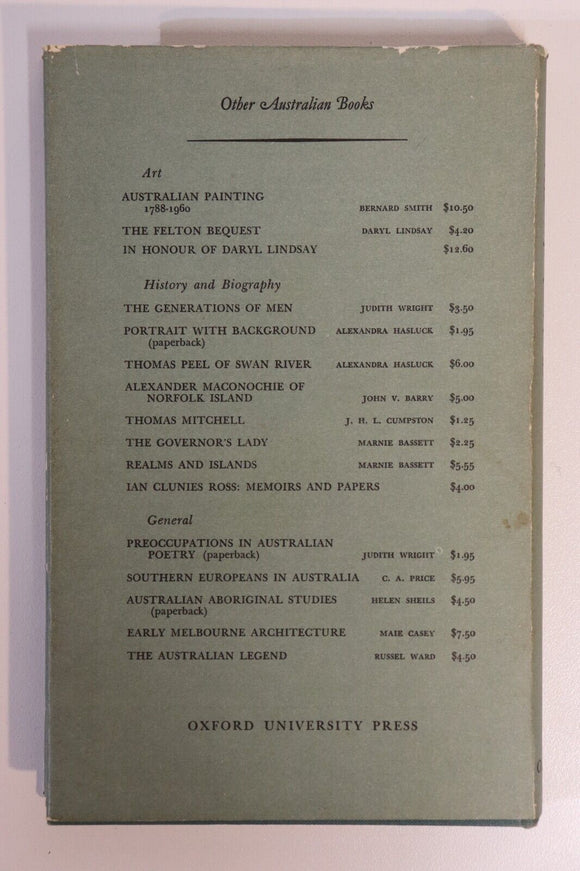 Other Australian Books
Art
AUSTRALIAN PAINTING
1788-1960 BERNARD SMITH $10.50
THE FELTON BEQUEST DARYL LINDSAY $4.20
IN HONOUR OF DARYL LINDSAY $12.60
History and Biography
THE GENERATIONS OF MEN JUDITH WRIGHT $3.50
PORTRAIT WITH BACKGROUND ALEXANDRA HASLUCK $1.95
(paperback)
THOMAS PEEL OF SWAN RIVER ALEXANDRA HASLUCK $6.00
ALEXANDER MACONOCHIE OF
NORFOLK ISLAND JOHN V. BARRY $5.00
THOMAS MITCHELL J. H. L. CUMPSTON $1.25
THE GOVERNOR'S LADY MARNIE BASSETT $2.25
REALMS AND ISLANDS MARNIE BASSETT $5.55
IAN CLUNIES ROSS: MEMOIRS AND PAPERS $4.00
General
PREOCCUPATIONS IN AUSTRALIAN
POETRY (paperback) JUDITH WRIGHT $1.95
SOUTHERN EUROPEANS IN AUSTRALIA C. A. PRICE $5.95
AUSTRALIAN ABORIGINAL STUDIES HELEN SHEILS $4.50
(paperback)
EARLY MELBOURNE ARCHITECTURE MAIE CASEY $7.50
THE AUSTRALIAN LEGEND RUSSEL WARD $4.50
OXFORD UNIVERSITY PRESS